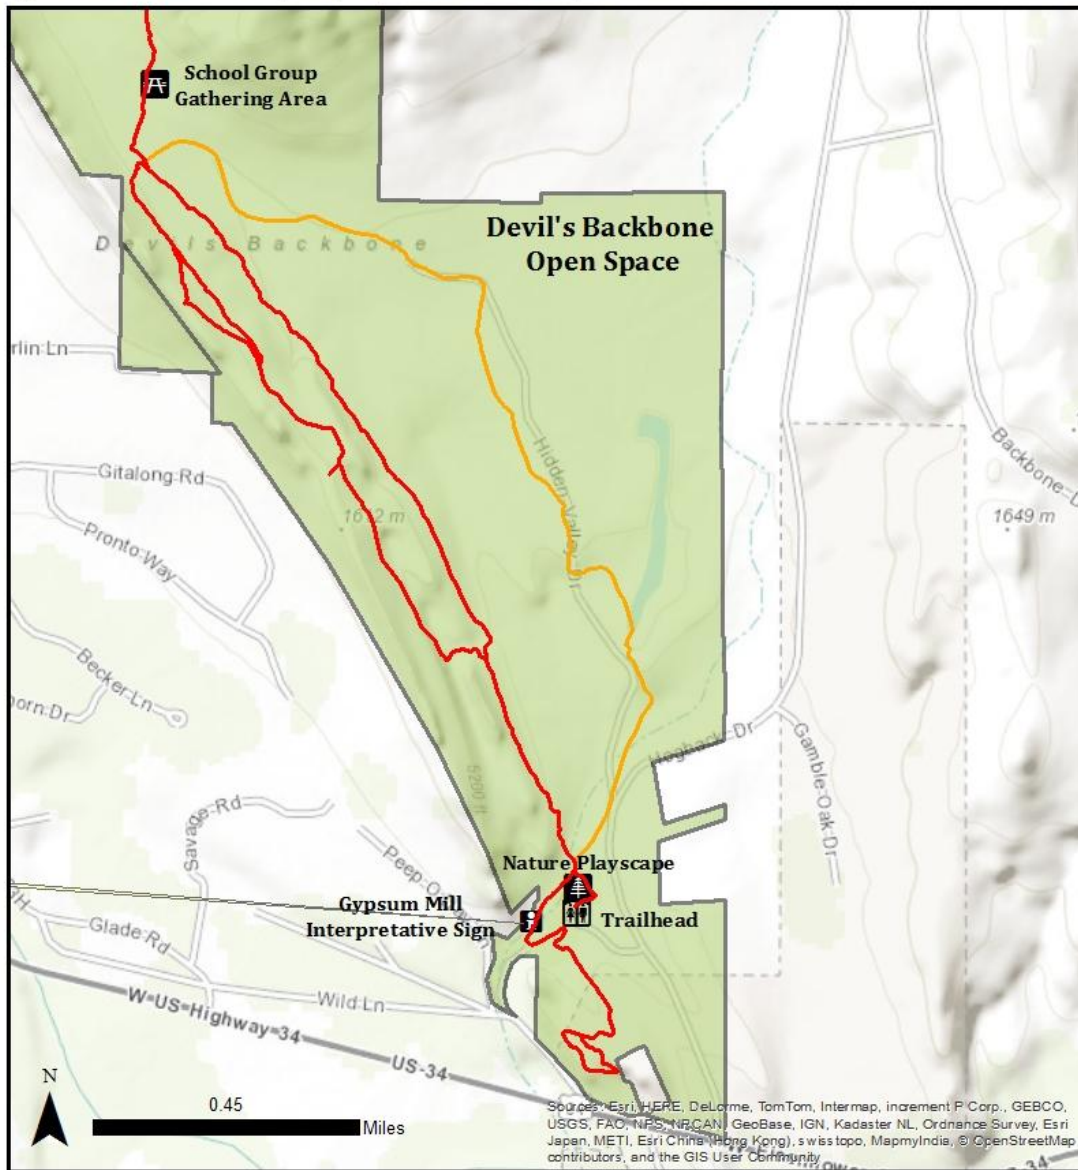 School Group
Gathering Area
Devil's Backbone
Open Space
Devils Backbone
rlin Ln
Gitalong Rd
Pronto Way
1612 m
Hidden Valley Dr
Backbone D
1649 m
Becker Ln
horn Dr
Hogback Dr
Gamble Oak Dr
5200 ft
Savage Rd
Nature Playscape
Gypsum Mill
Interpretative Sign
Trailhead
Glade Rd
Wild Ln
W US Highway 34
US-34
N
0.45
Miles
Sources: Esri, HERE, DeLorme, TomTom, Intermap, increment P Corp., GEBCO,
USGS, FAO, NPS, NRCAN, GeoBase, IGN, Kadaster NL, Ordnance Survey, Esri
Japan, METI, Esri China (Hong Kong), swisstopo, MapmyIndia, © OpenStreetMap
contributors, and the GIS User Community
34